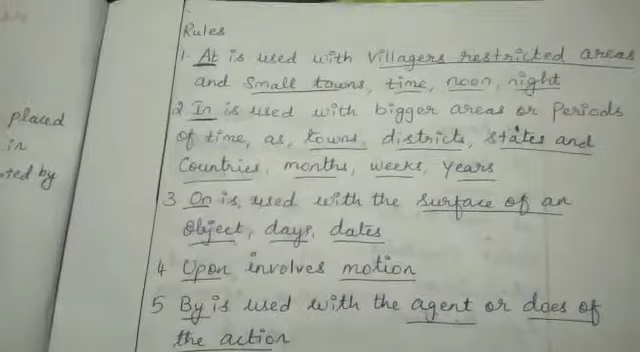 Rules
1. At is used with Villagers restricted areas
and small towns, time, noon, night
2 In is used with bigger areas or Periods
placed
of time, as, towns, districts, states and
in
Countries, months, weeks, years
ted by
3 On is, used with the surface of an
object, days, dates
4 Upon involves motion
5 By is used with the agent or does of
the action